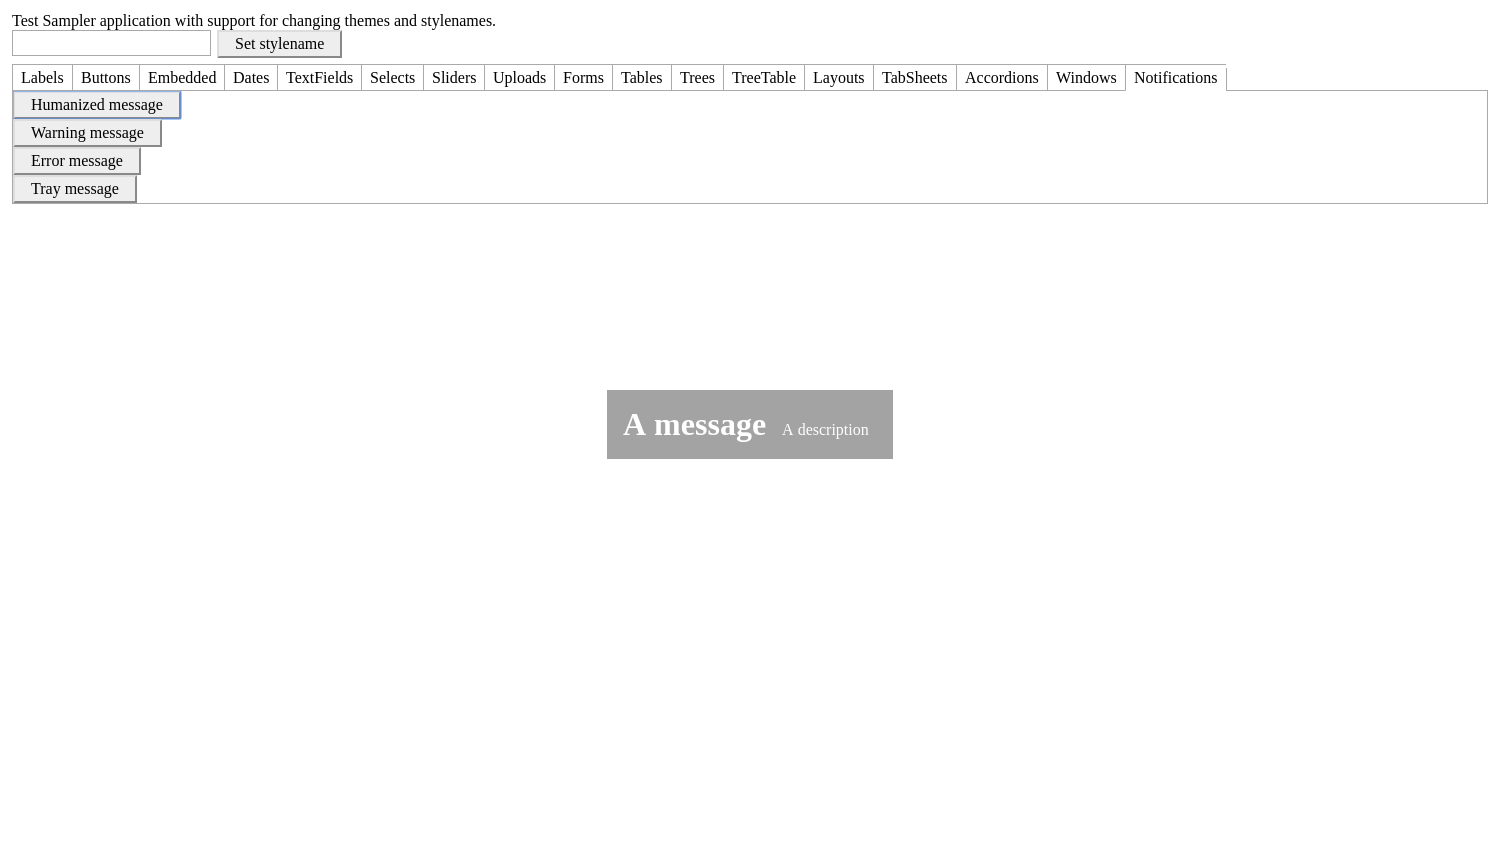 Test Sampler application with support for changing themes and stylenames.
Set stylename
Labels Buttons Embedded Dates TextFields Selects Sliders Uploads Forms Tables Trees TreeTable Layouts TabSheets Accordions Windows Notifications
Humanized message
Warning message
Error message
Tray message
A message A description